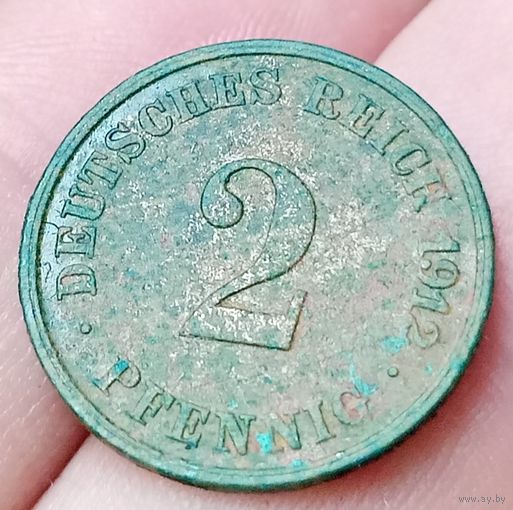 DEUTSCHES REICH 1912
2
PFENNIG
www.ay.by